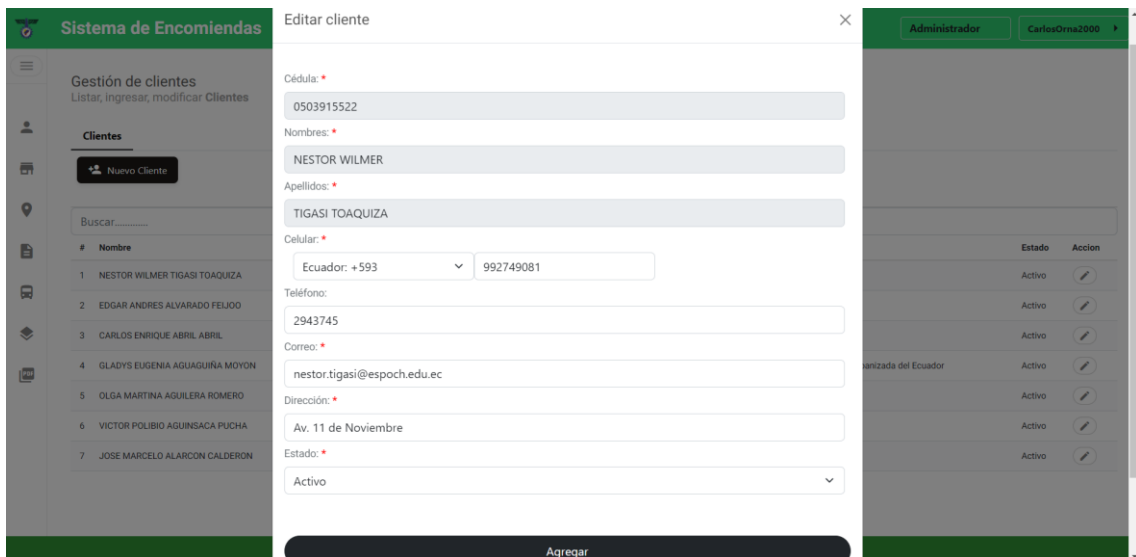 Sistema de Encomiendas
Administrador
CarlosOrna2000
Gestión de clientes
Listar, ingresar, modificar Clientes
Clientes
Nuevo Cliente
Buscar............
# Nombre Estado Accion
1 NESTOR WILMER TIGASI TOAQUIZA Activo
2 EDGAR ANDRES ALVARADO FEIJOO Activo
3 CARLOS ENRIQUE ABRIL ABRIL Activo
4 GLADYS EUGENIA AGUAGUIÑA MOYON anizada del Ecuador Activo
5 OLGA MARTINA AGUILERA ROMERO Activo
6 VICTOR POLIBIO AGUINSACA PUCHA Activo
7 JOSE MARCELO ALARCON CALDERON Activo
PDF
Editar cliente
Cédula: *
0503915522
Nombres: *
NESTOR WILMER
Apellidos: *
TIGASI TOAQUIZA
Celular: *
Ecuador: +593 992749081
Teléfono:
2943745
Correo: *
nestor.tigasi@espoch.edu.ec
Dirección: *
Av. 11 de Noviembre
Estado: *
Activo
Agregar